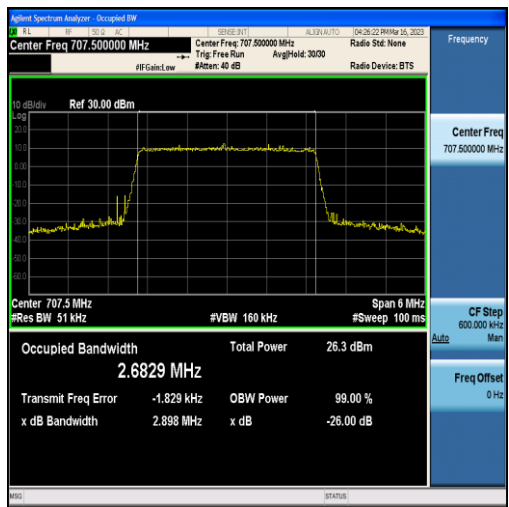 Agilent Spectrum Analyzer - Occupied BW
RL RF 50 Ω AC SENSE:INT ALIGN AUTO 04:26:22 PM Mar 16, 2023
Center Freq 707.500000 MHz
Center Freq: 707.500000 MHz
Radio Std: None
Trig: Free Run Avg|Hold: 30/30
#IFGain:Low
#Atten: 40 dB
Radio Device: BTS
10 dB/div Ref 30.00 dBm
Log
20.0
10.0
0.00
-10.0
-20.0
-30.0
-40.0
-50.0
-60.0
Center 707.5 MHz Span 6 MHz
#Res BW 51 kHz #VBW 160 kHz #Sweep 100 ms
Occupied Bandwidth Total Power 26.3 dBm
2.6829 MHz
Transmit Freq Error -1.829 kHz OBW Power 99.00 %
x dB Bandwidth 2.898 MHz x dB -26.00 dB
MSG STATUS
Frequency
Center Freq
707.500000 MHz
CF Step
600.000 kHz
Auto Man
Freq Offset
0 Hz